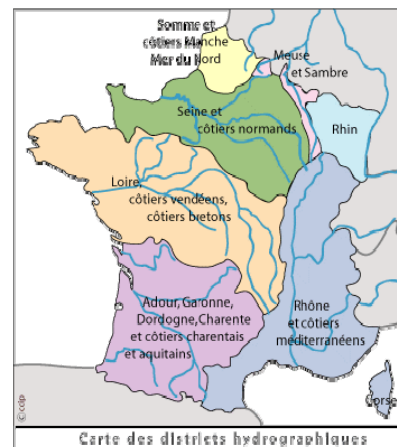 Somme et
côtiers Manche
Mer du Nord
Meuse
et Sambre
Seine et
côtiers normands
Rhin
Loire,
côtiers vendéens,
côtiers bretons
Adour, Garonne,
Dordogne, Charente
et côtiers charentais
et aquitains
Rhône
et côtiers
méditerranéens
Corse
©cdip
Carte des districts hydrographiques